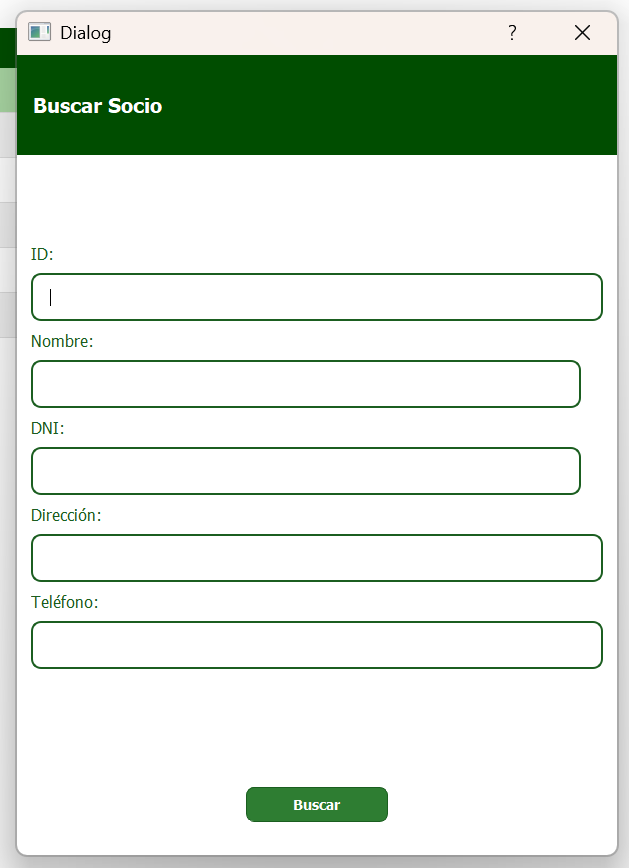 Dialog
?
Buscar Socio
ID:
Nombre:
DNI:
Dirección:
Teléfono:
Buscar